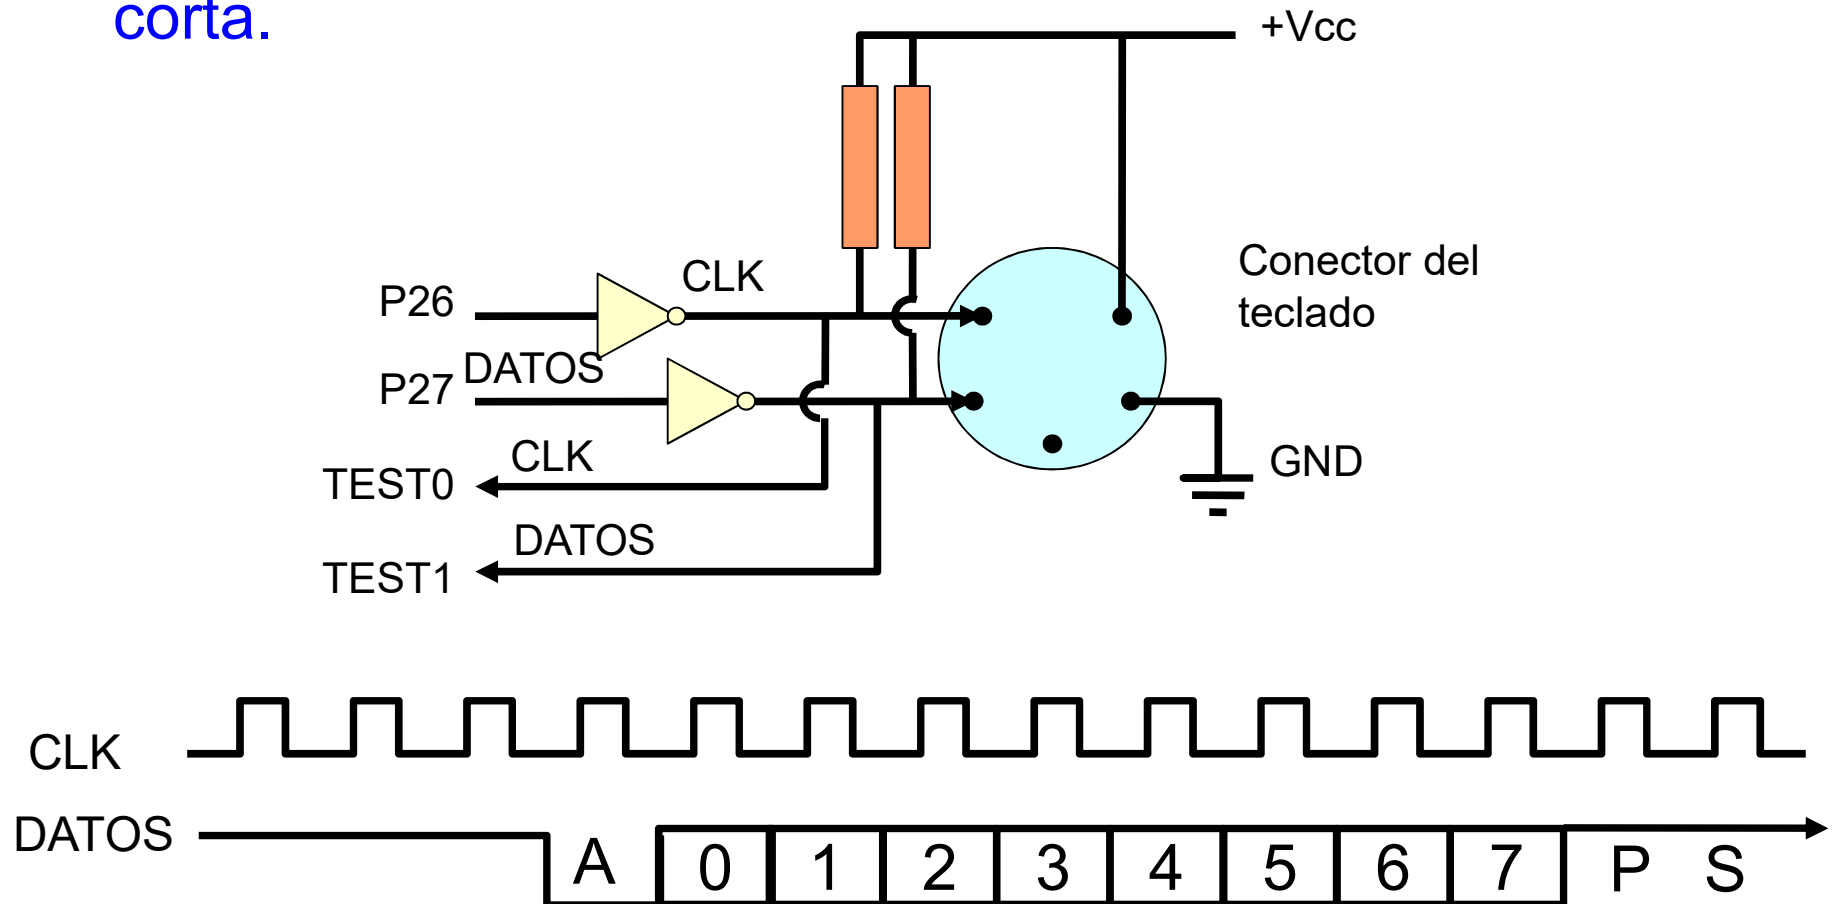 corta.
+Vcc
CLK
P26
Conector del
teclado
DATOS
P27
CLK
TEST0
GND
DATOS
TEST1
CLK
DATOS
A 0 1 2 3 4 5 6 7 P S